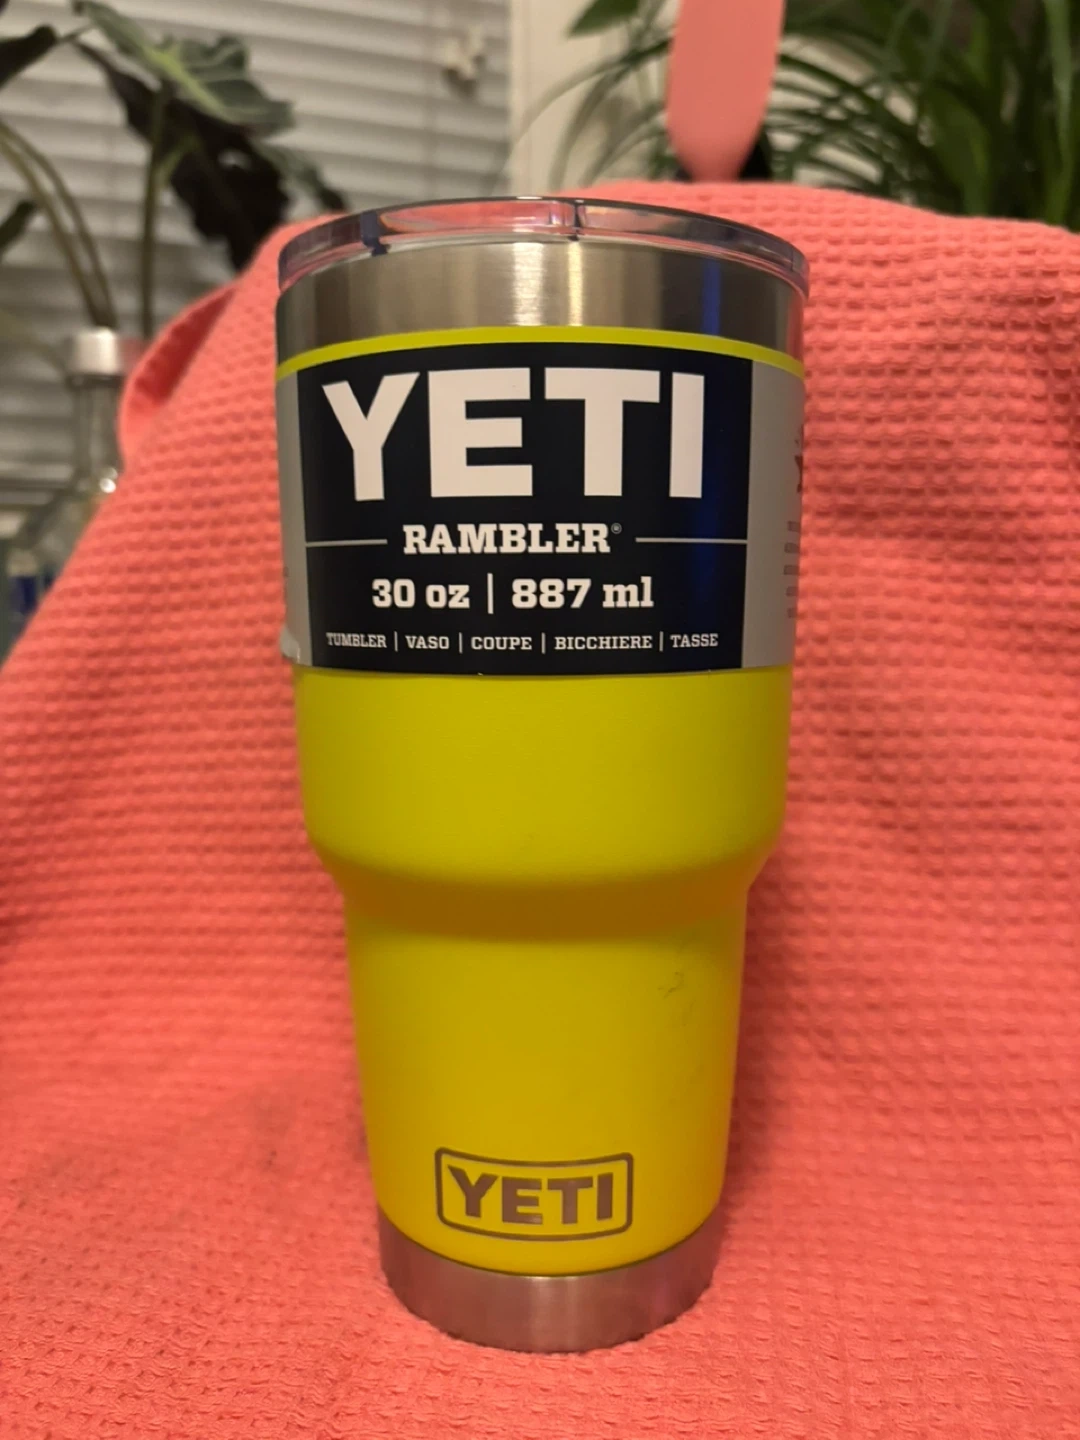 YETI
RAMBLER®
30 oz | 887 ml
TUMBLER | VASO | COUPE | BICCHIERE | TASSE
YETI